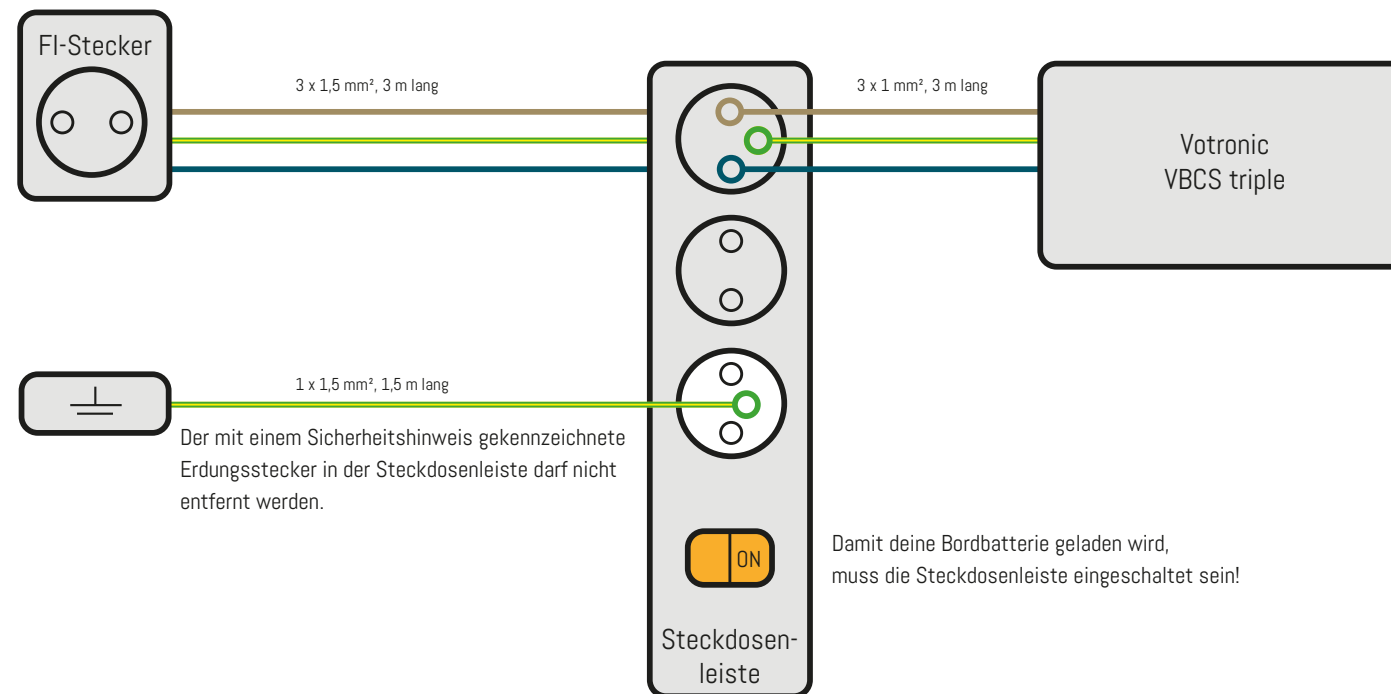 FI-Stecker
3 x 1,5 mm², 3 m lang
3 x 1 mm², 3 m lang
Votronic
VBCS triple
1 x 1,5 mm², 1,5 m lang
Der mit einem Sicherheitshinweis gekennzeichnete
Erdungsstecker in der Steckdosenleiste darf nicht
entfernt werden.
ON
Damit deine Bordbatterie geladen wird,
muss die Steckdosenleiste eingeschaltet sein!
Steckdosen-
leiste